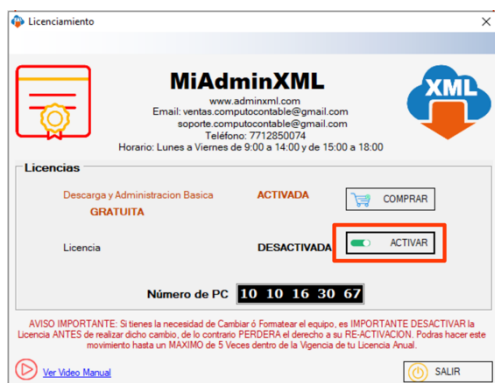 Licenciamiento
MiAdminXML
XML
www.adminxml.com
Email: ventas.computocontable@gmail.com
soporte.computocontable@gmail.com
Teléfono: 7712850074
Horario: Lunes a Viernes de 9:00 a 14:00 y de 15:00 a 18:00
Licencias
Descarga y Administracion Basica ACTIVADA COMPRAR
GRATUITA
Licencia DESACTIVADA ACTIVAR
Número de PC 10 10 16 30 67
AVISO IMPORTANTE: Si tienes la necesidad de Cambiar ó Formatear el equipo, es IMPORTANTE DESACTIVAR la
Licencia ANTES de realizar dicho cambio, de lo contrario PERDERA el derecho a su RE-ACTIVACION. Podras hacer este
movimiento hasta un MAXIMO de 5 Veces dentro de la Vigencia de tu Licencia Anual.
Ver Video Manual SALIR